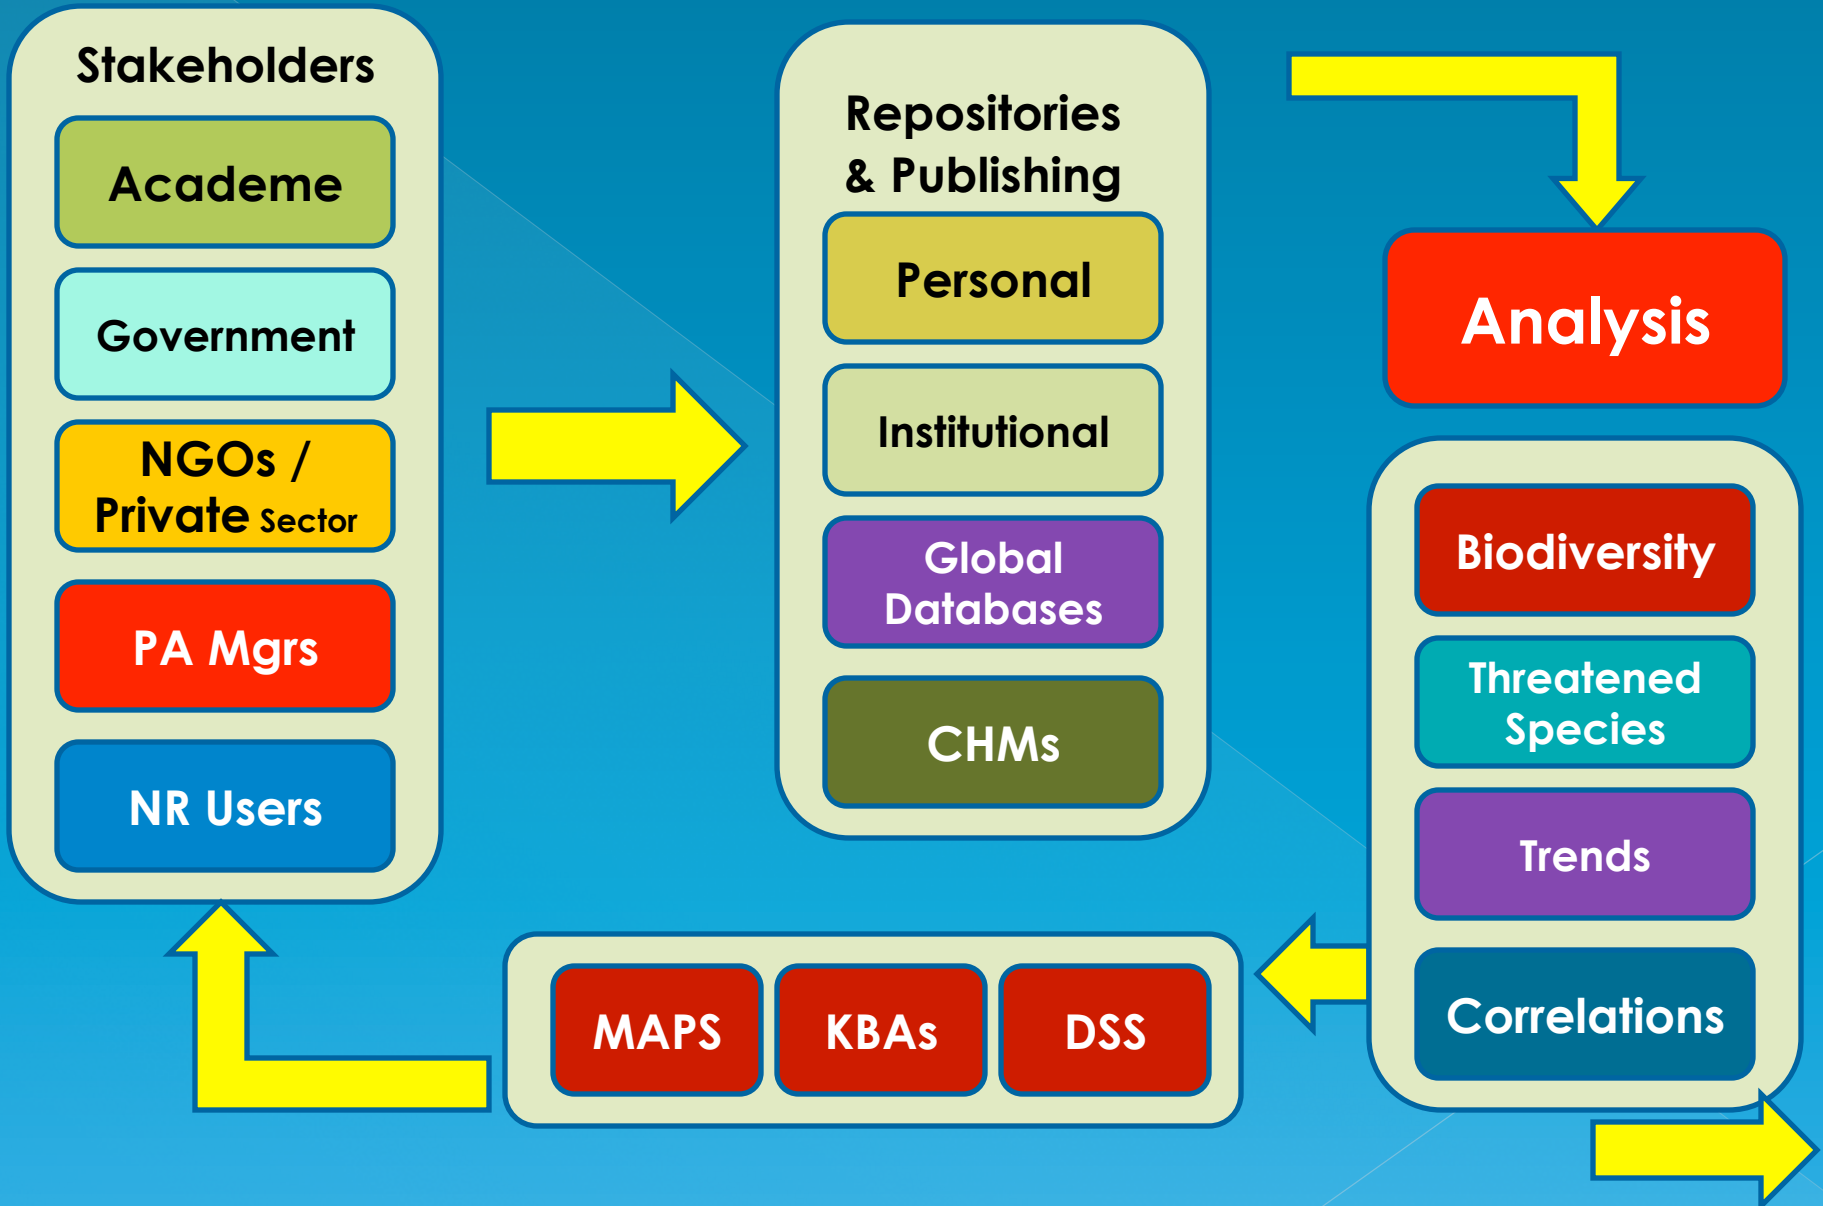 Stakeholders
Academe
Government
NGOs /
Private Sector
PA Mgrs
NR Users
Repositories
& Publishing
Personal
Institutional
Global
Databases
CHMs
Analysis
Biodiversity
Threatened
Species
Trends
Correlations
MAPS
KBAs
DSS